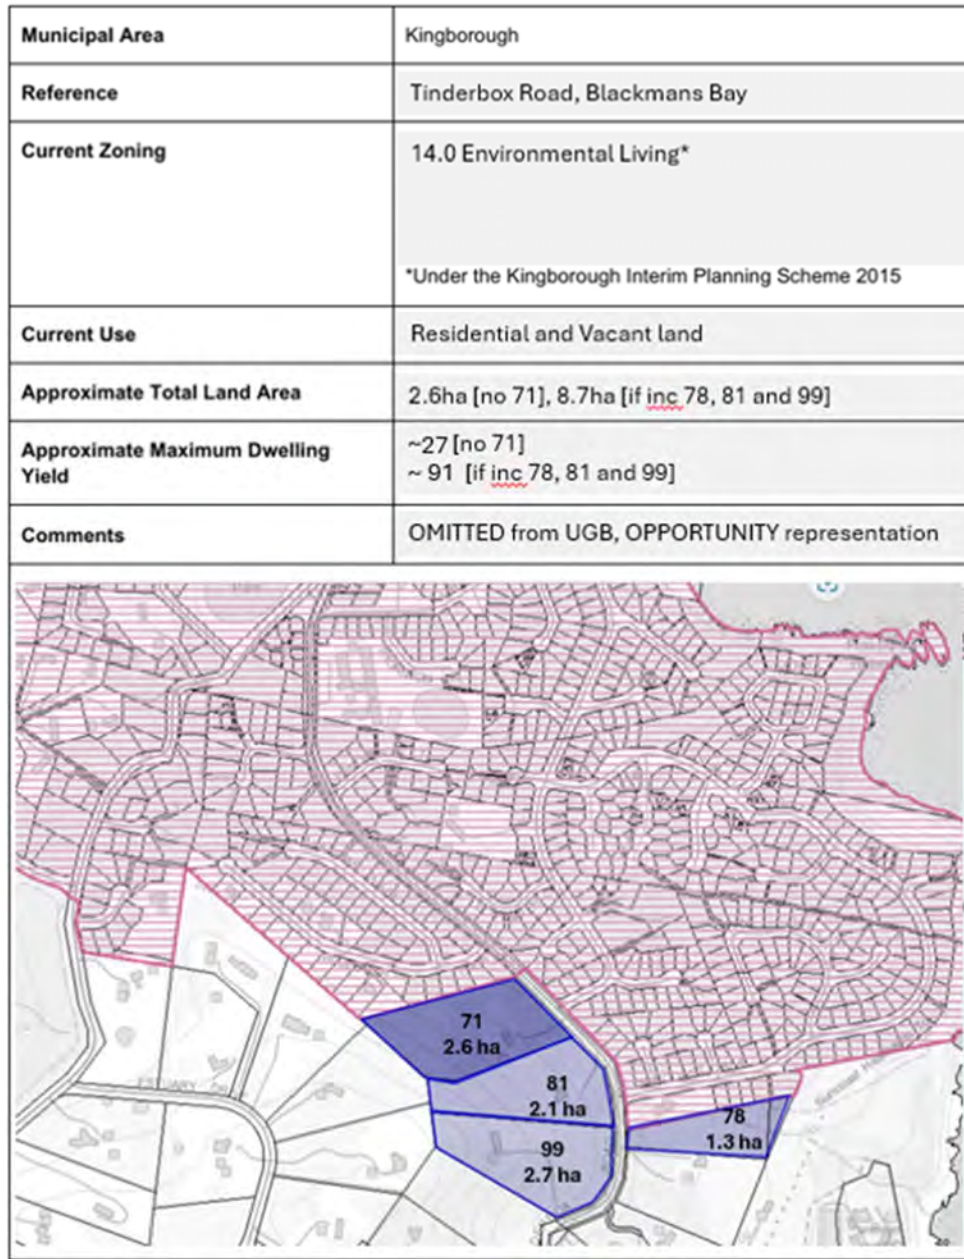 Municipal Area
Kingborough
Reference
Tinderbox Road, Blackmans Bay
Current Zoning
14.0 Environmental Living*
*Under the Kingborough Interim Planning Scheme 2015
Current Use
Residential and Vacant land
Approximate Total Land Area
2.6ha [no 71], 8.7ha [if inc 78, 81 and 99]
Approximate Maximum Dwelling
Yield
~27 [no 71]
~ 91 [if inc 78, 81 and 99]
Comments
OMITTED from UGB, OPPORTUNITY representation
71
2.6 ha
81
2.1 ha
78
1.3 ha
99
2.7 ha
ESTUARY DR